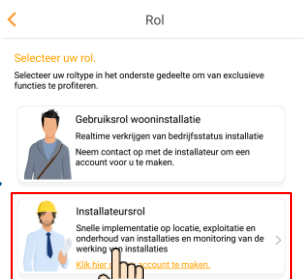 Rol
Selecteer uw rol.
Selecteer uw roltype in het onderste gedeelte om van exclusieve
functies te profiteren.
Gebruiksrol wooninstallatie
Realtime verkrijgen van bedrijfsstatus installatie
Neem contact op met de installateur om een
account voor u te maken.
Installateursrol
Snelle implementatie op locatie, exploitatie en
onderhoud van installaties en monitoring van de
werking van installaties
Klik hier account te maken.